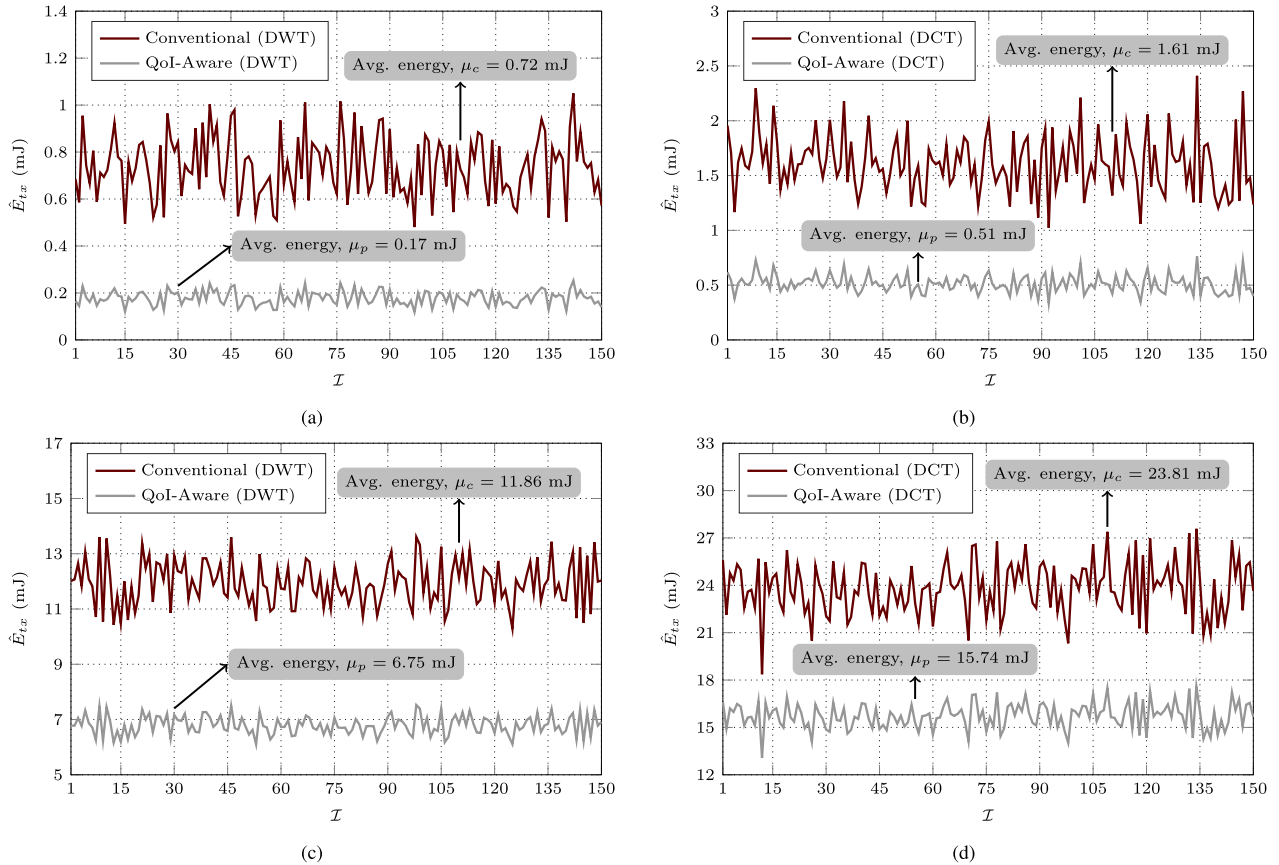 1.4
1.2
1
0.8
0.6
0.4
0.2
0
Conventional (DWT)
QoI-Aware (DWT)
Avg. energy, μc = 0.72 mJ
Avg. energy, μp = 0.17 mJ
Êtx (mJ)
1 15 30 45 60 75 90 105 120 135 150
ℐ
(a)
3
2.5
2
1.5
1
0.5
0
Conventional (DCT)
QoI-Aware (DCT)
Avg. energy, μc = 1.61 mJ
Avg. energy, μp = 0.51 mJ
Êtx (mJ)
1 15 30 45 60 75 90 105 120 135 150
ℐ
(b)
17
15
13
11
9
7
5
Conventional (DWT)
QoI-Aware (DWT)
Avg. energy, μc = 11.86 mJ
Avg. energy, μp = 6.75 mJ
Êtx (mJ)
1 15 30 45 60 75 90 105 120 135 150
ℐ
(c)
33
30
27
24
21
18
15
12
Conventional (DCT)
QoI-Aware (DCT)
Avg. energy, μc = 23.81 mJ
Avg. energy, μp = 15.74 mJ
Êtx (mJ)
1 15 30 45 60 75 90 105 120 135 150
ℐ
(d)